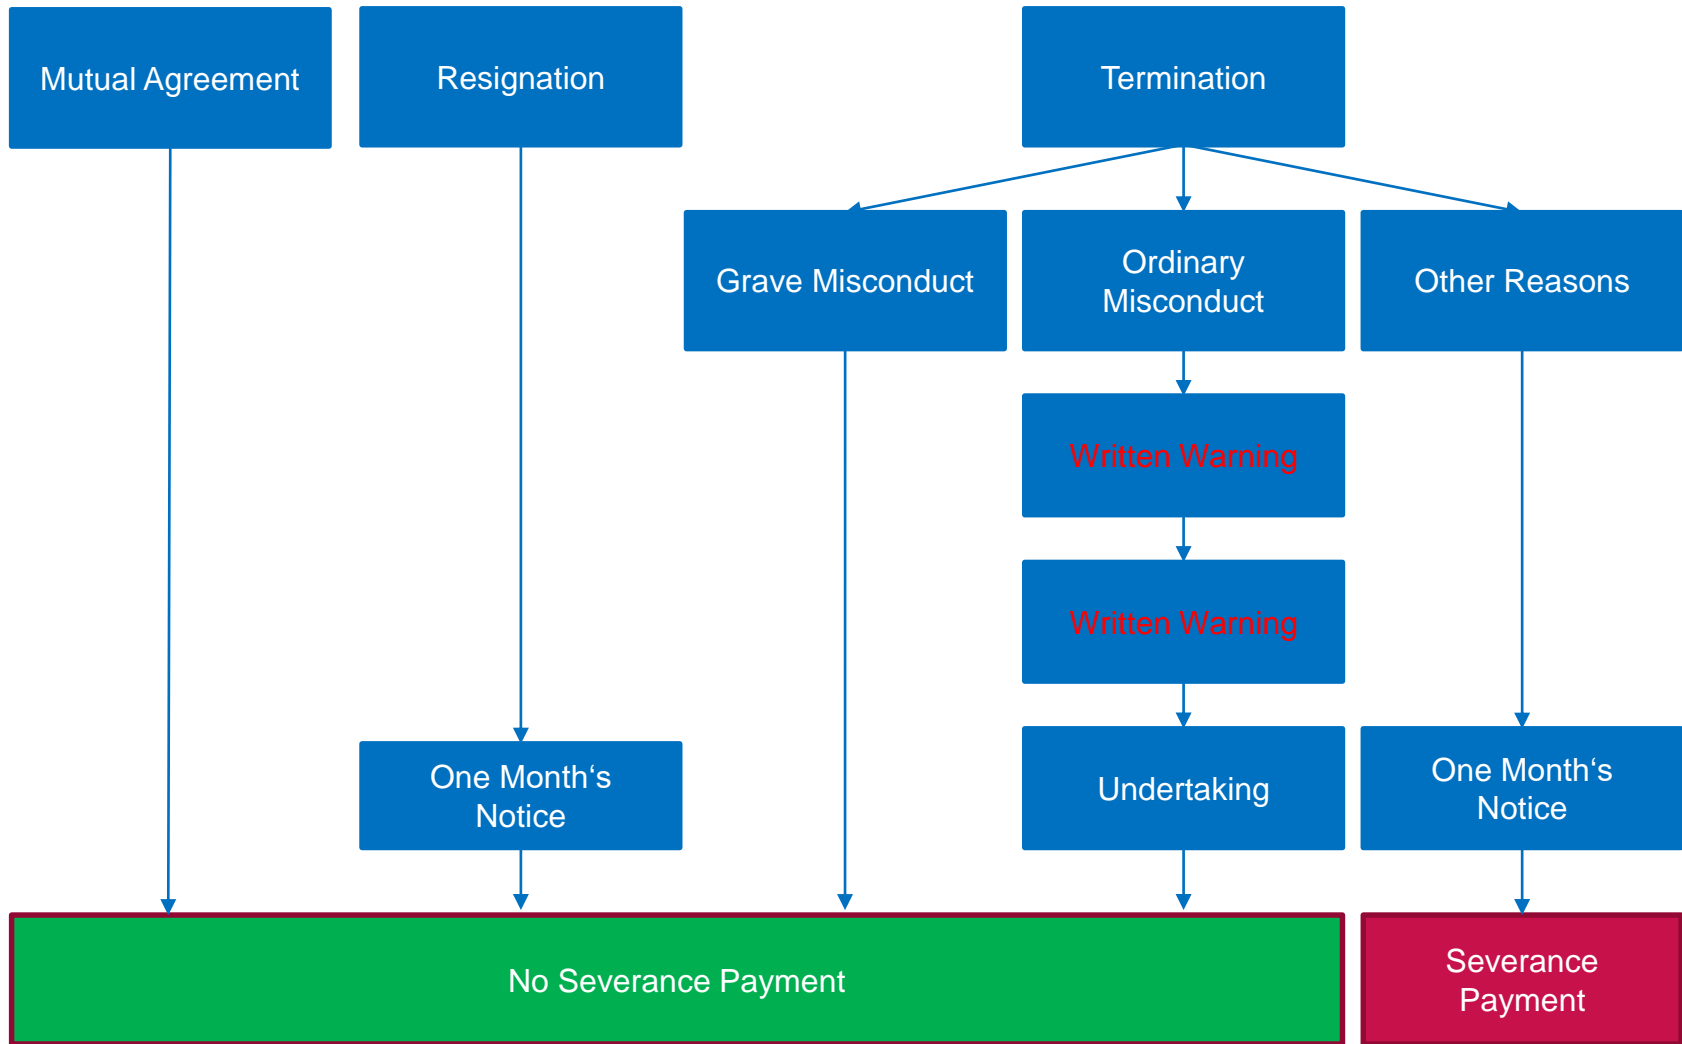 Mutual Agreement
Resignation
Termination
Grave Misconduct
Ordinary
Misconduct
Other Reasons
Written Warning
Written Warning
One Month‘s
Notice
Undertaking
One Month‘s
Notice
No Severance Payment
Severance
Payment